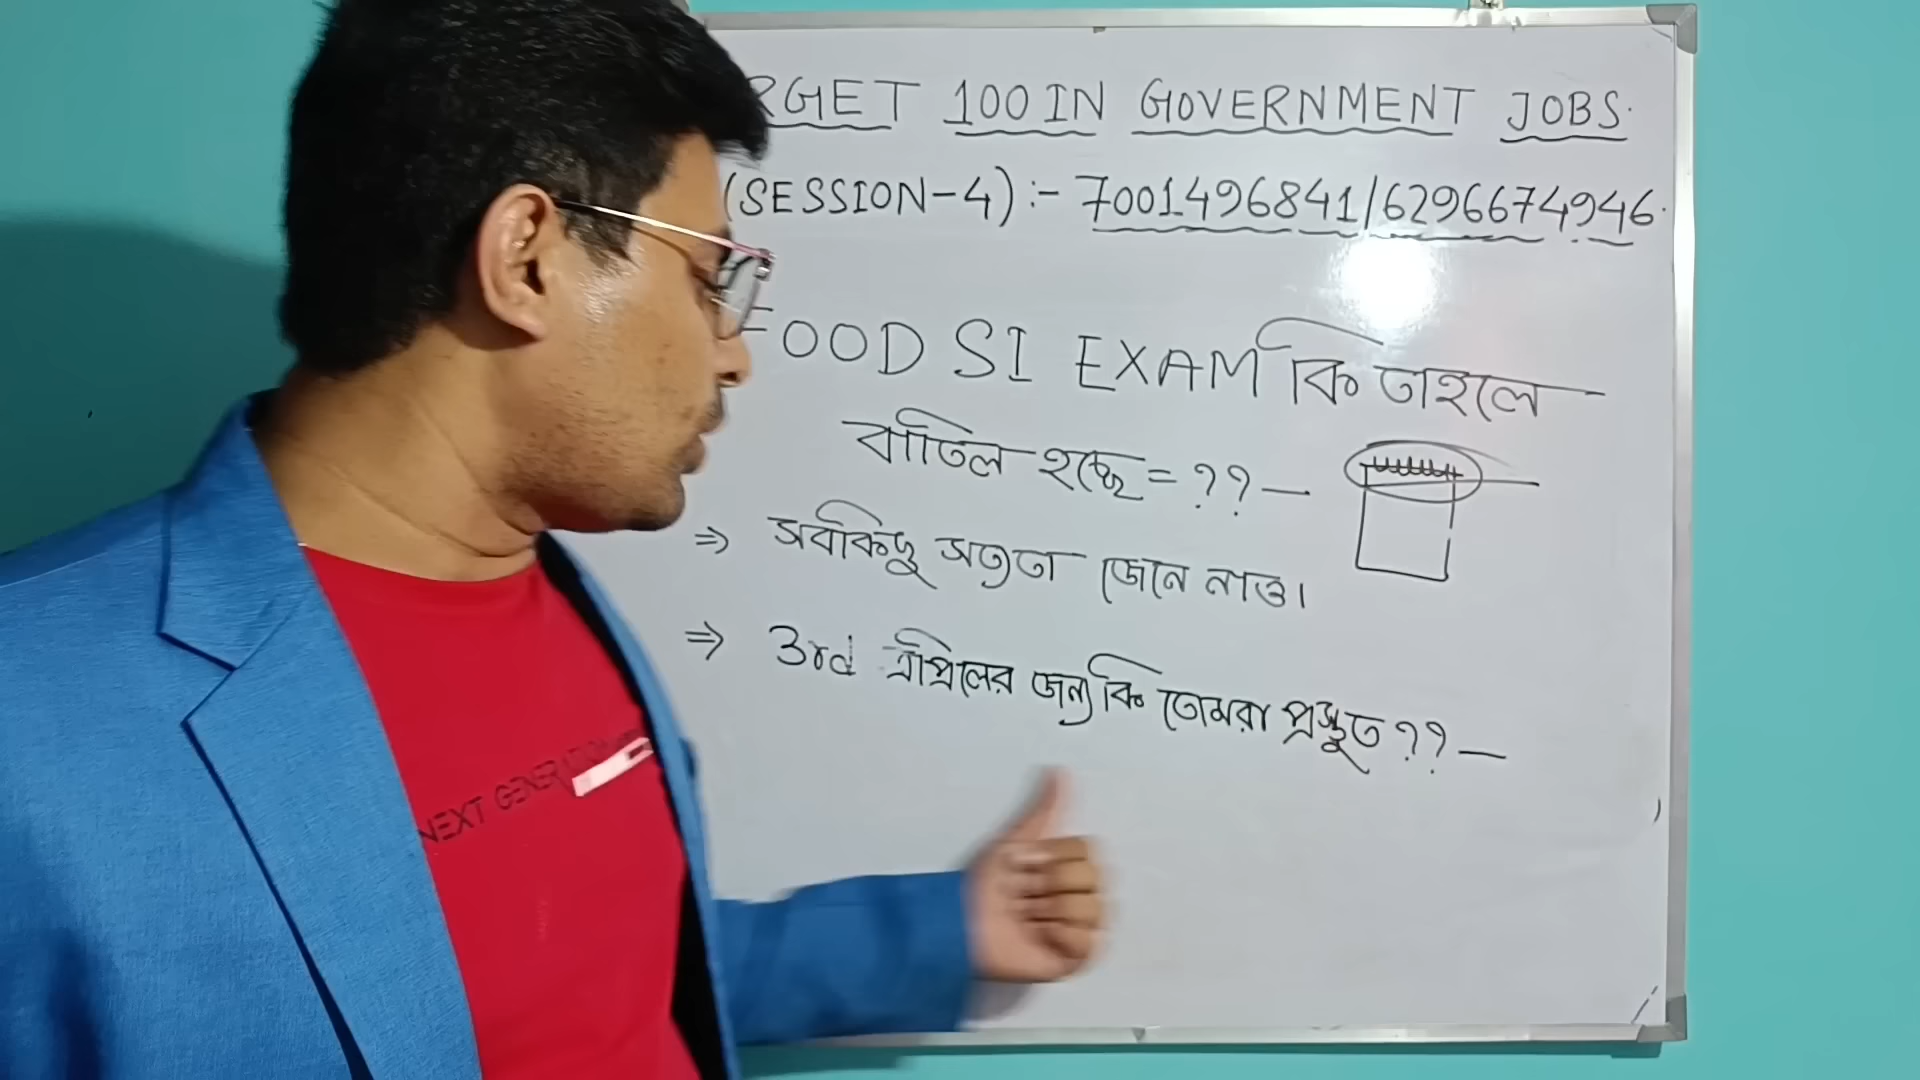 RGET 100 IN GOVERNMENT JOBS.
(SESSION-4) :- 7001496841/6296674946.
FOOD SI EXAM কি তাহলে
বাতিল হচ্ছে = ?? —
⇒ সবকিছু সত্যতা জেনে নাও।
⇒ 3rd এপ্রিলের জন্য কি তোমরা প্রস্তুত ?? —
NEXT GENERATION